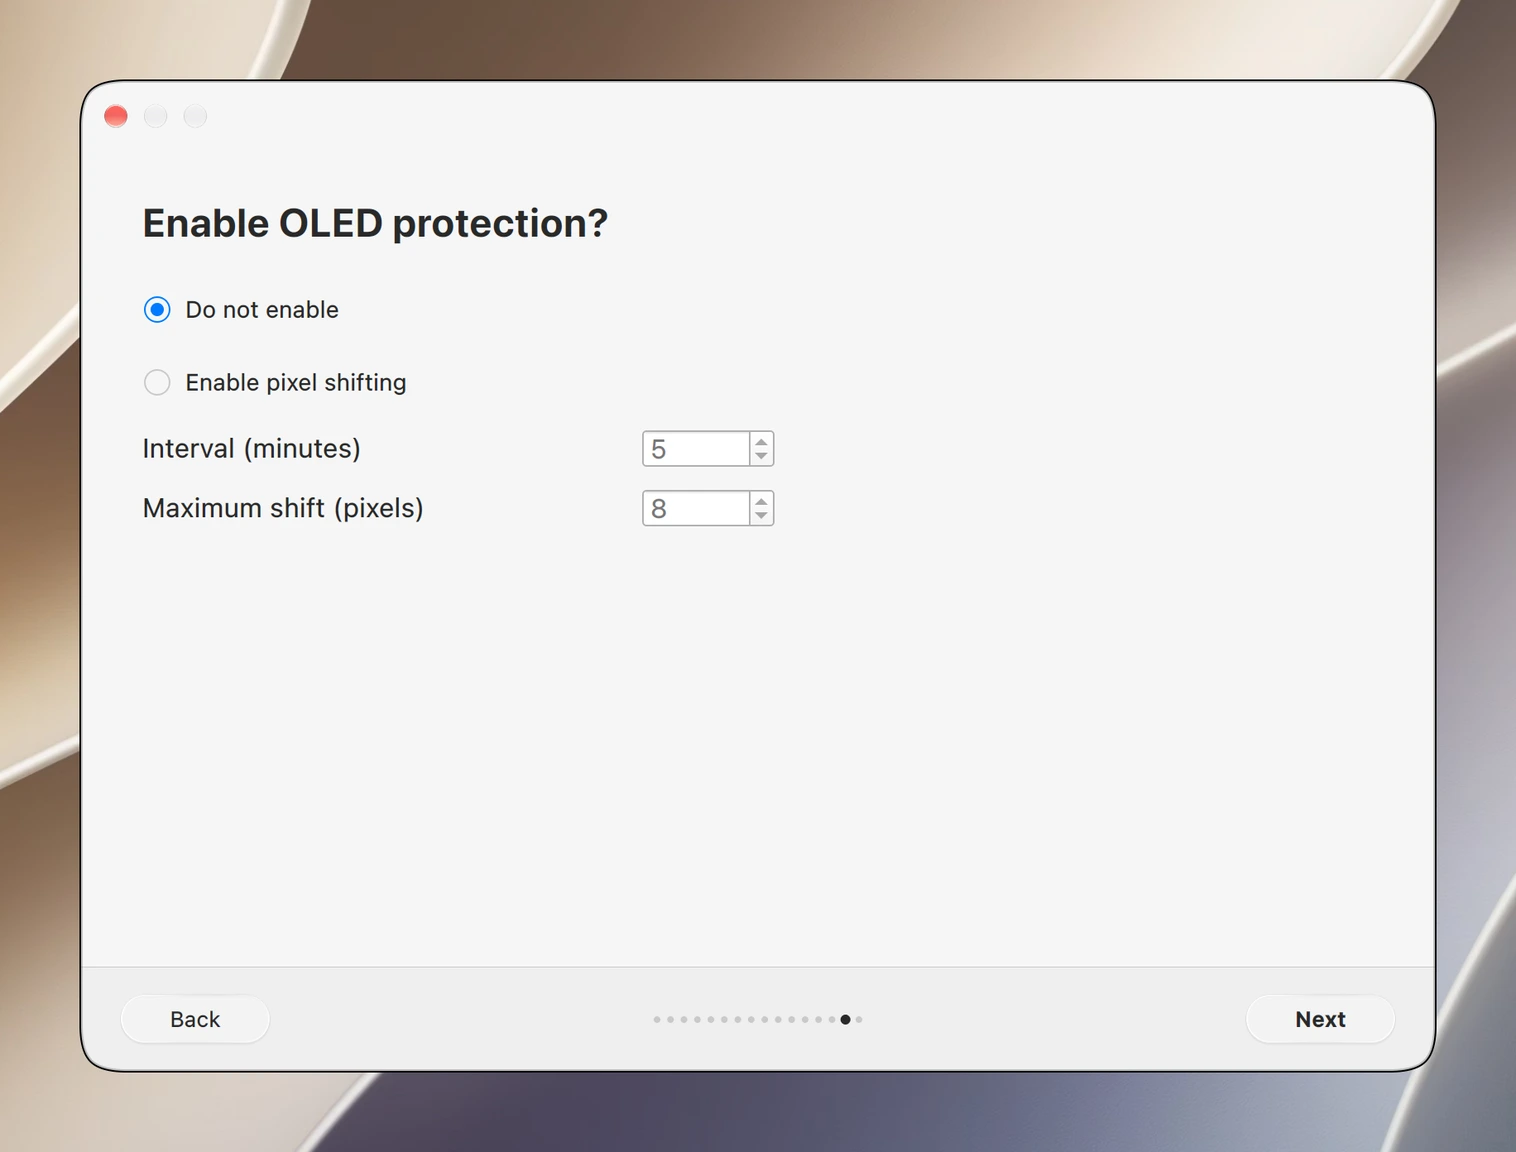 Enable OLED protection?
Do not enable
Enable pixel shifting
Interval (minutes) 5
Maximum shift (pixels) 8
Back Next